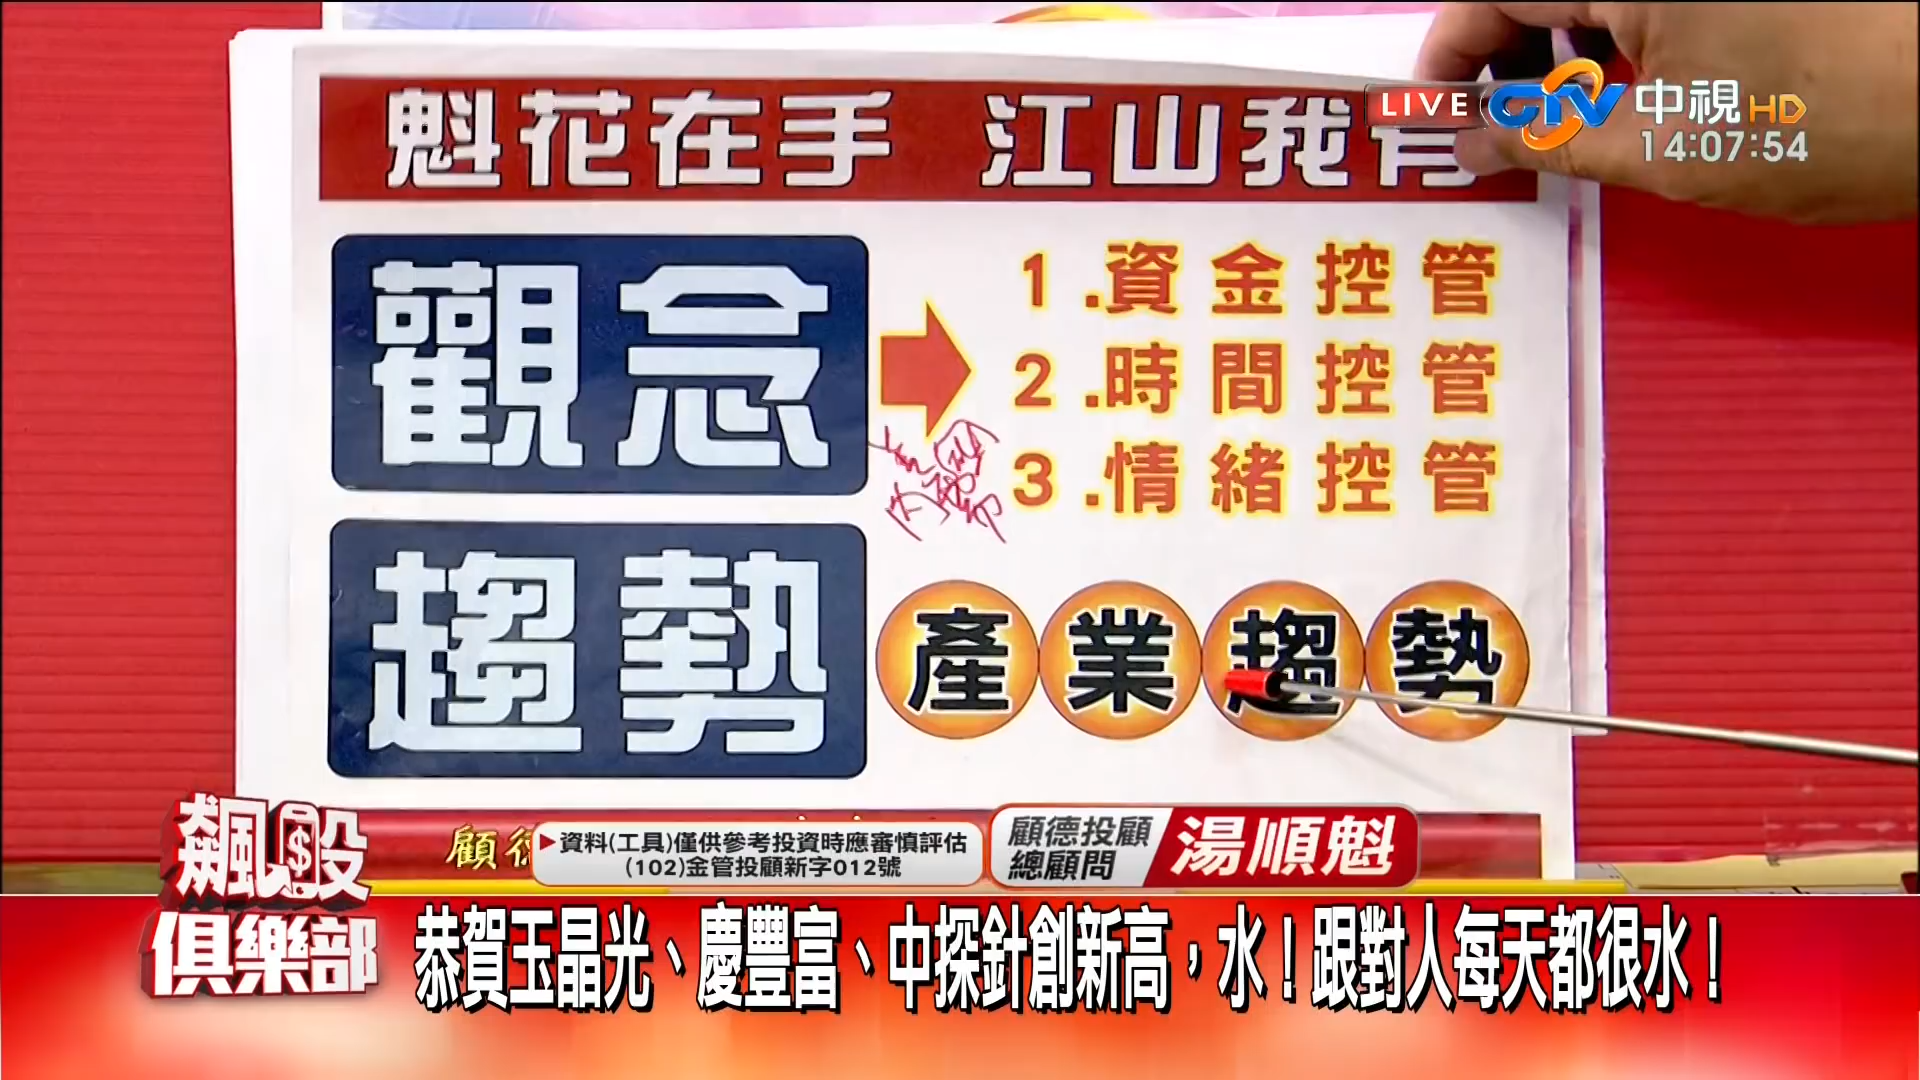 魁花在手 江山我有
LIVE CTV 中視HD
14:07:54
觀念
1.資金控管
2.時間控管
3.情緒控管
趨勢
產業趨勢
飆股俱樂部
顧德
資料(工具)僅供參考投資時應審慎評估
(102)金管投顧新字012號
顧德投顧
總顧問
湯順魁
恭賀玉晶光、慶豐富、中探針創新高，水！跟對人每天都很水！